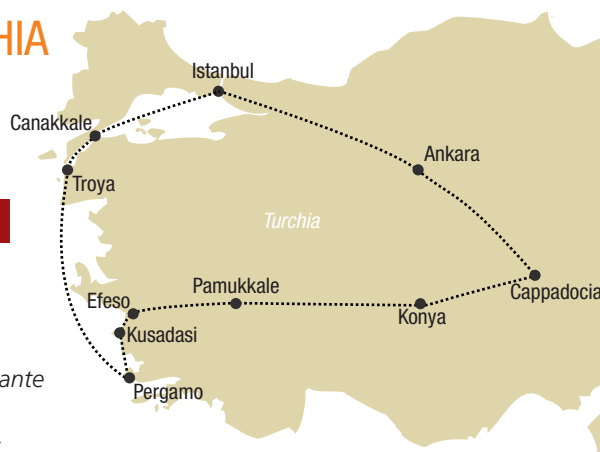 HIA
Istanbul
Canakkale
Ankara
Troya
Turchia
Pamukkale
Cappadocia
Efeso
Konya
Kusadasi
ante
Pergamo